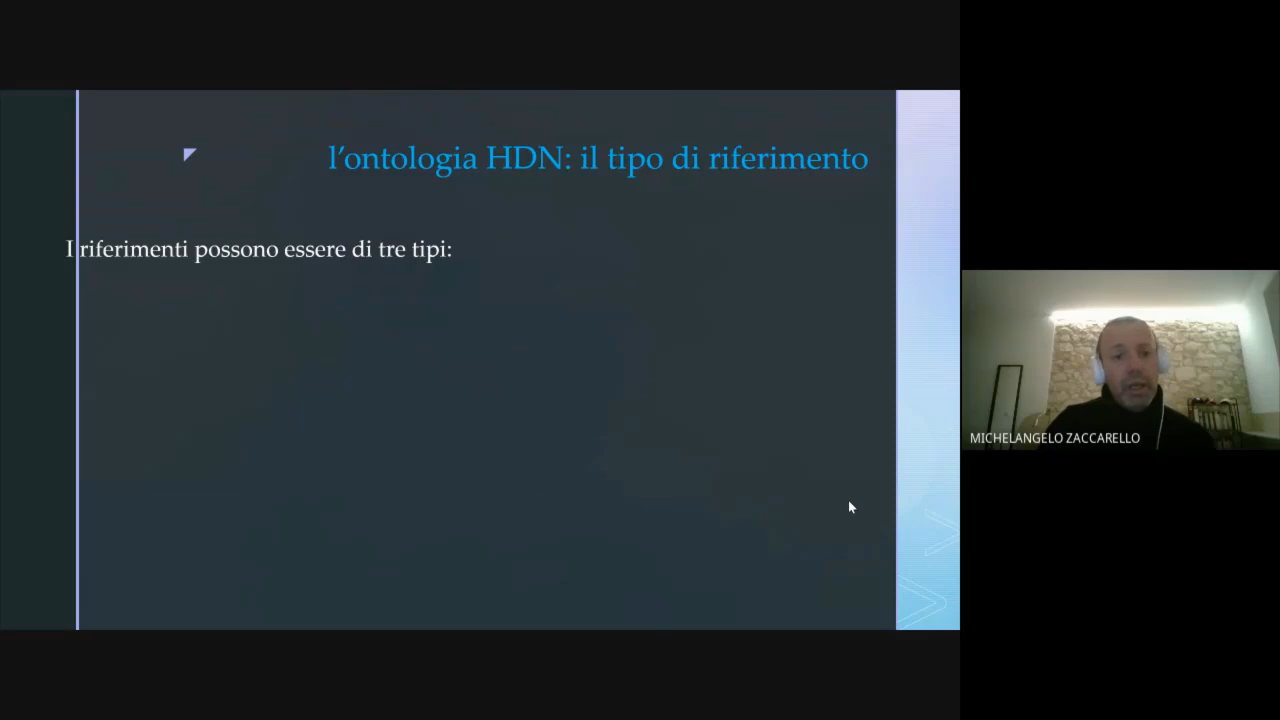 l’ontologia HDN: il tipo di riferimento
I riferimenti possono essere di tre tipi:
MICHELANGELO ZACCARELLO